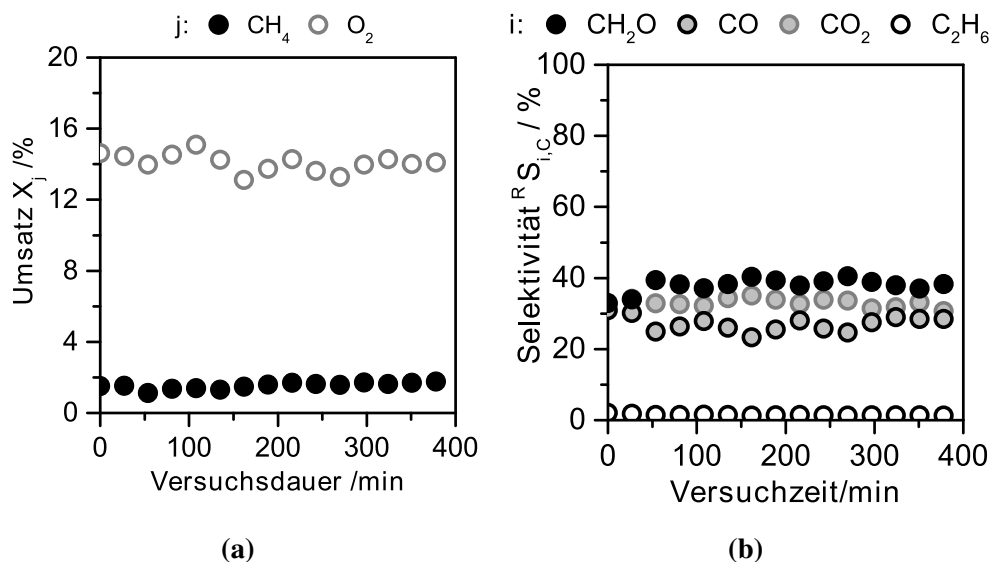 j: CH₄ O₂
20
16
12
8
4
0
Umsatz Xⱼ /%
0 100 200 300 400
Versuchsdauer /min
(a)
i: CH₂O CO CO₂ C₂H₆
100
80
60
40
20
0
Selektivität ᴿS_i,C / %
0 100 200 300 400
Versuchzeit/min
(b)